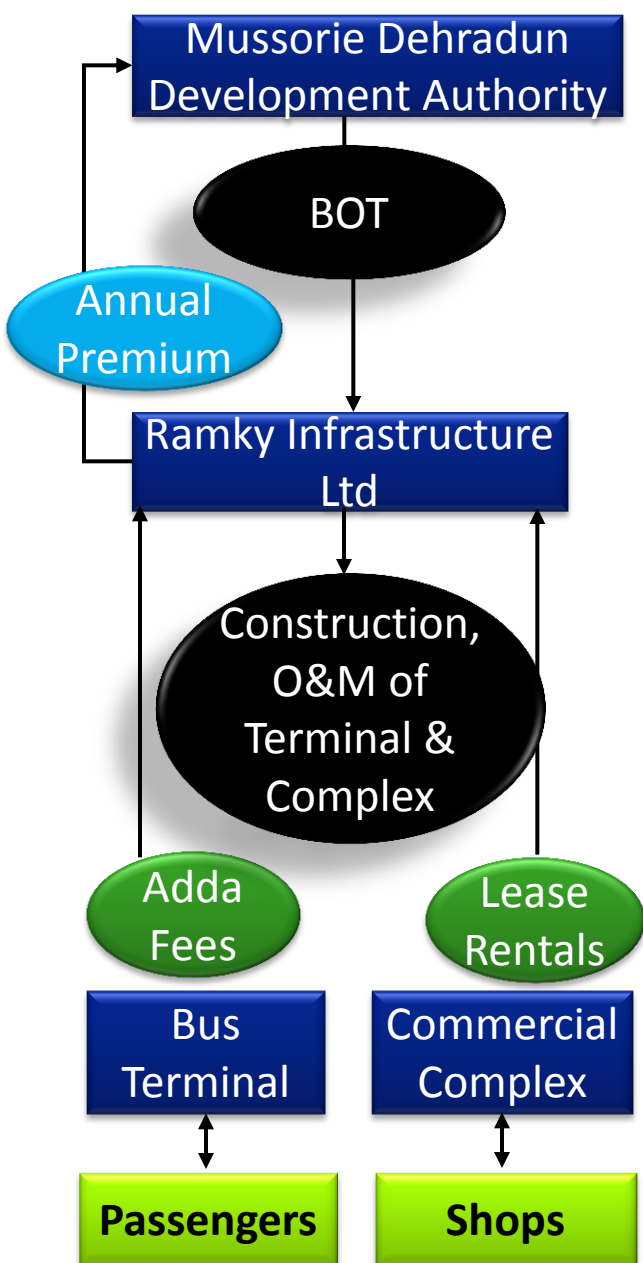 Mussorie Dehradun
Development Authority
BOT
Annual
Premium
Ramky Infrastructure
Ltd
Construction,
O&M of
Terminal &
Complex
Adda
Fees
Lease
Rentals
Bus
Terminal
Commercial
Complex
Passengers
Shops